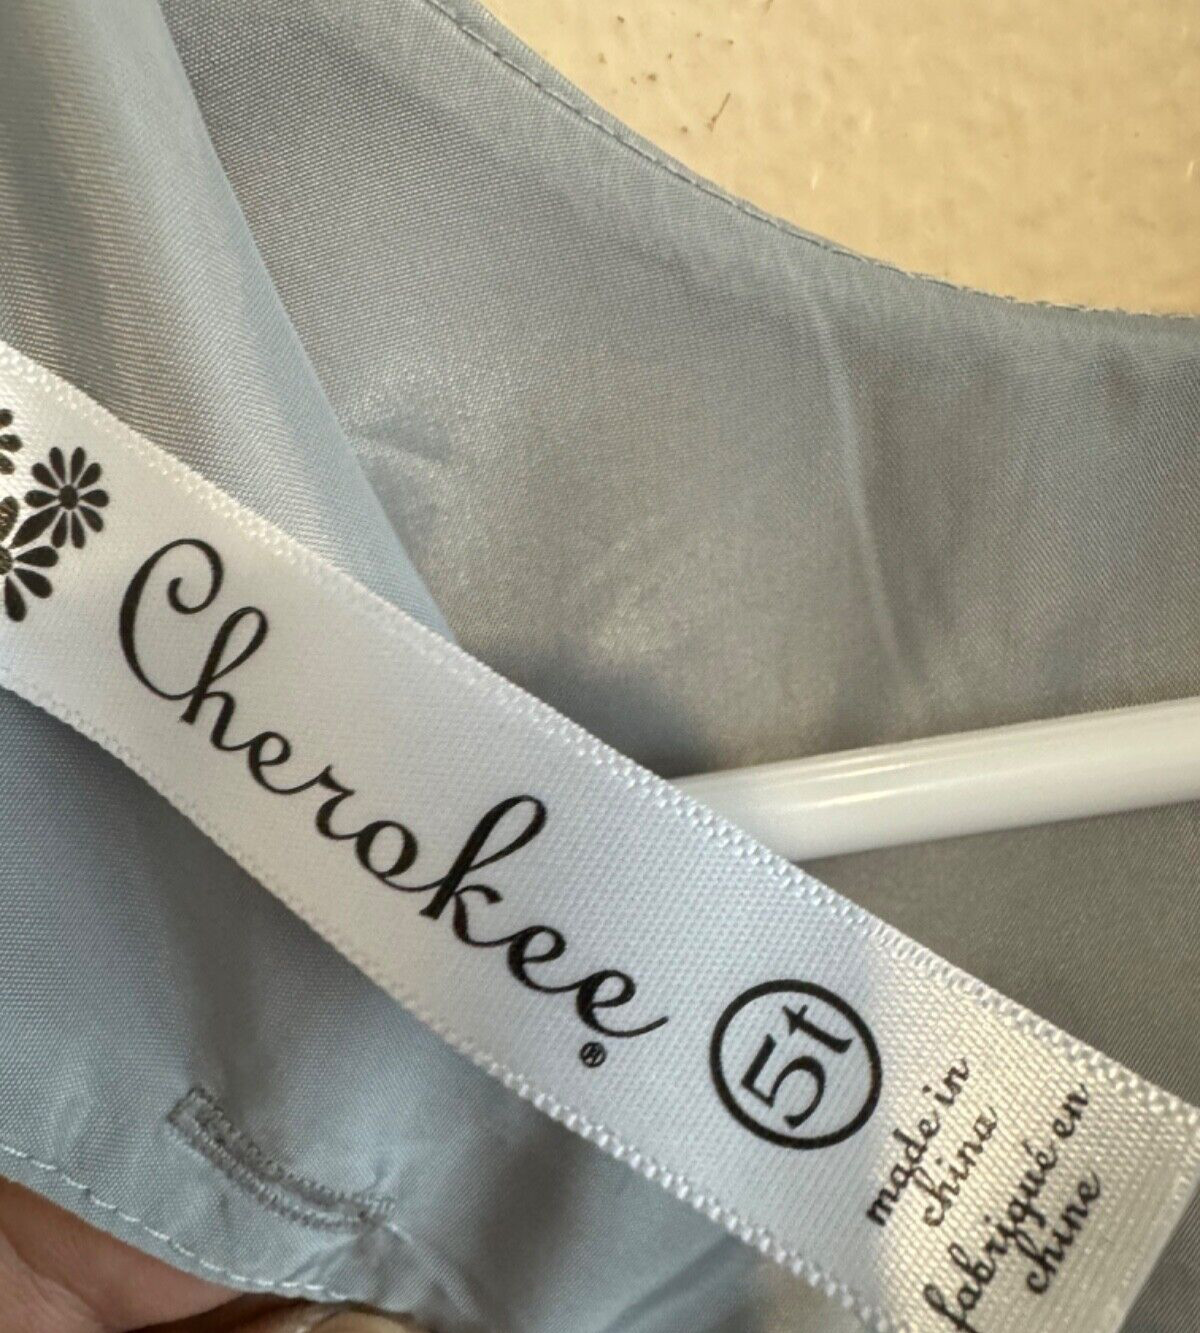 Cherokee®
5t
made in
china
fabriqué en
chine